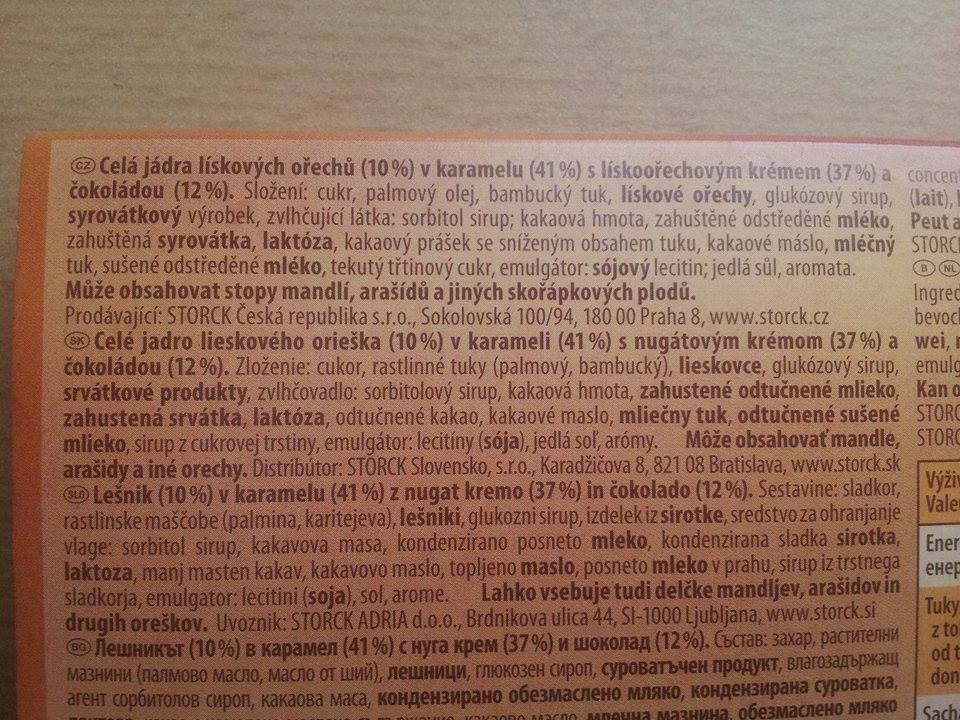 CZ Celá jádra lískových ořechů (10 %) v karamelu (41 %) s lískoořechovým krémem (37 %) a
čokoládou (12 %). Složení: cukr, palmový olej, bambucký tuk, lískové ořechy, glukózový sirup,
syrovátkový výrobek, zvlhčující látka: sorbitol sirup; kakaová hmota, zahuštěné odstředěné mléko,
zahuštěná syrovátka, laktóza, kakaový prášek se sníženým obsahem tuku, kakaové máslo, mléčný
tuk, sušené odstředěné mléko, tekutý třtinový cukr, emulgátor: sójový lecitin; jedlá sůl, aromata.
Může obsahovat stopy mandlí, arašídů a jiných skořápkových plodů.
Prodávající: STORCK Česká republika s.r.o., Sokolovská 100/94, 180 00 Praha 8, www.storck.cz
SK Celé jadro lieskového orieška (10 %) v karameli (41 %) s nugátovým krémom (37 %) a
čokoládou (12 %). Zloženie: cukor, rastlinné tuky (palmový, bambucký), lieskovce, glukózový sirup,
srvátkové produkty, zvlhčovadlo: sorbitolový sirup, kakaová hmota, zahustené odtučnené mlieko,
zahustená srvátka, laktóza, odtučnené kakao, kakaové maslo, mliečny tuk, odtučnené sušené
mlieko, sirup z cukrovej trstiny, emulgátor: lecitíny (sója), jedlá soľ, arómy. Môže obsahovať mandle,
arašidy a iné orechy. Distribútor: STORCK Slovensko, s.r.o., Karadžičova 8, 821 08 Bratislava, www.storck.sk
SLO Lešnik (10 %) v karamelu (41 %) z nugat kremo (37 %) in čokolado (12 %). Sestavine: sladkor,
rastlinske maščobe (palmina, karitejeva), lešniki, glukozni sirup, izdelek iz sirotke, sredstvo za ohranjanje
vlage: sorbitol sirup, kakavova masa, kondenzirano posneto mleko, kondenzirana sladka sirotka,
laktoza, manj masten kakav, kakavovo maslo, topljeno maslo, posneto mleko v prahu, sirup iz trstnega
sladkorja, emulgator: lecitini (soja), sol, arome. Lahko vsebuje tudi delčke mandljev, arašidov in
drugih oreškov. Uvoznik: STORCK ADRIA d.o.o., Brdnikova ulica 44, SI-1000 Ljubljana, www.storck.si
BG Лешникът (10 %) в карамел (41 %) с нуга крем (37 %) и шоколад (12 %). Състав: захар, растителни
мазнини (палмово масло, масло от ший), лешници, глюкозен сироп, суроватъчен продукт, влагозадържащ
агент сорбитолов сироп, какаова маса, кондензирано обезмаслено мляко, кондензирана суроватка,
какаово масло, млечна мазнина, обезмаслено мляко
concent
(lait),
Peut a
STORC
B NL
Ingred
bevoch
wei,
emulg
Kan o
STORC
STORC
Výživ
Valen
Ener
енер
Tuky
z to
od t
don
Sach